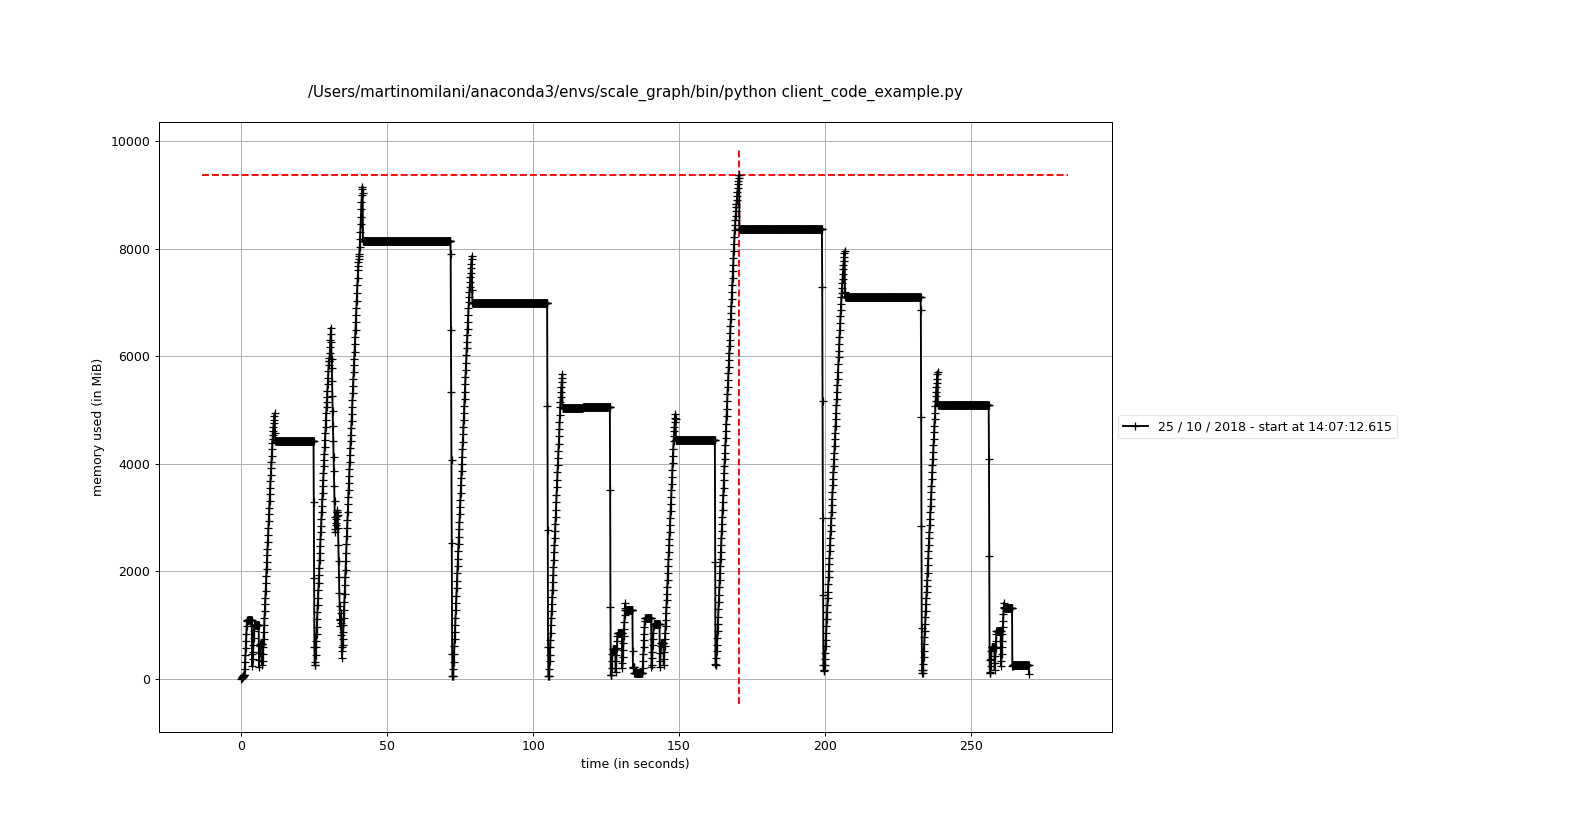 /Users/martinomilani/anaconda3/envs/scale_graph/bin/python client_code_example.py
10000
8000
6000
4000
2000
0
memory used (in MiB)
0 50 100 150 200 250
time (in seconds)
25 / 10 / 2018 - start at 14:07:12.615